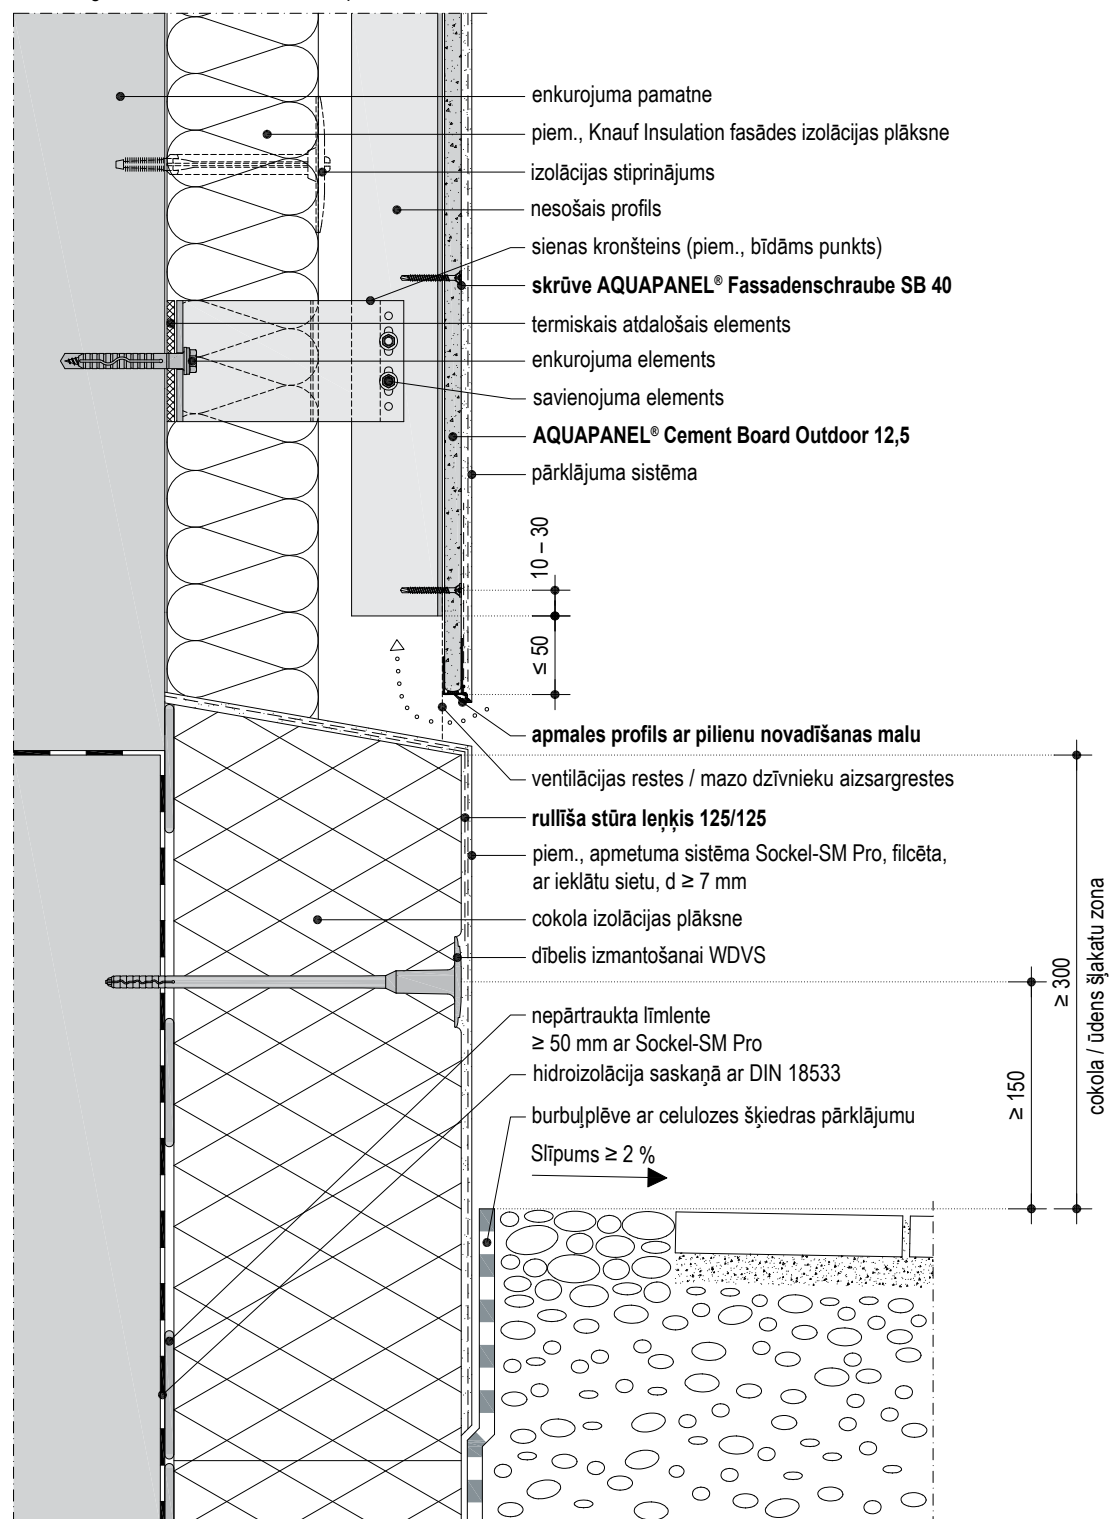 enkurojuma pamatne
piem., Knauf Insulation fasādes izolācijas plāksne
izolācijas stiprinājums
nesošais profils
sienas kronšteins (piem., bīdāms punkts)
skrūve AQUAPANEL® Fassadenschraube SB 40
termiskais atdalošais elements
enkurojuma elements
savienojuma elements
AQUAPANEL® Cement Board Outdoor 12,5
pārklājuma sistēma
10 – 30
≤ 50
apmales profils ar pilienu novadīšanas malu
ventilācijas restes / mazo dzīvnieku aizsargrestes
rullīša stūra leņķis 125/125
piem., apmetuma sistēma Sockel-SM Pro, filcēta,
ar ieklātu sietu, d ≥ 7 mm
cokola izolācijas plāksne
dībelis izmantošanai WDVS
nepārtraukta līmlente
≥ 50 mm ar Sockel-SM Pro
hidroizolācija saskaņā ar DIN 18533
burbuļplēve ar celulozes šķiedras pārklājumu
Slīpums ≥ 2 %
≥ 150
≥ 300
cokola / ūdens šļakatu zona